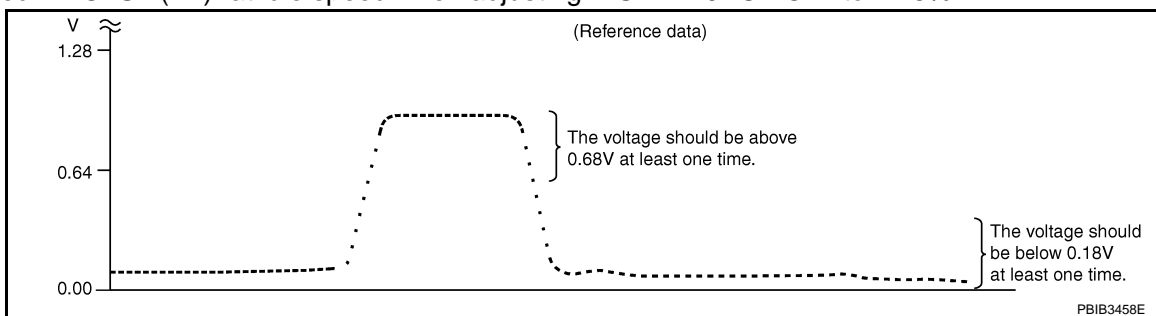 V
(Reference data)
1.28
The voltage should be above
0.68V at least one time.
0.64
The voltage should
be below 0.18V
at least one time.
0.00
PBIB3458E